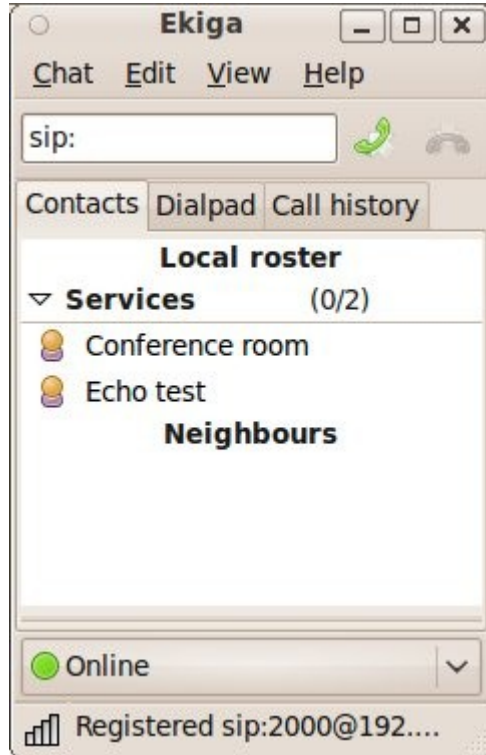 Ekiga
Chat Edit View Help
sip:
Contacts Dialpad Call history
Local roster
Services (0/2)
Conference room
Echo test
Neighbours
Online
Registered sip:2000@192....